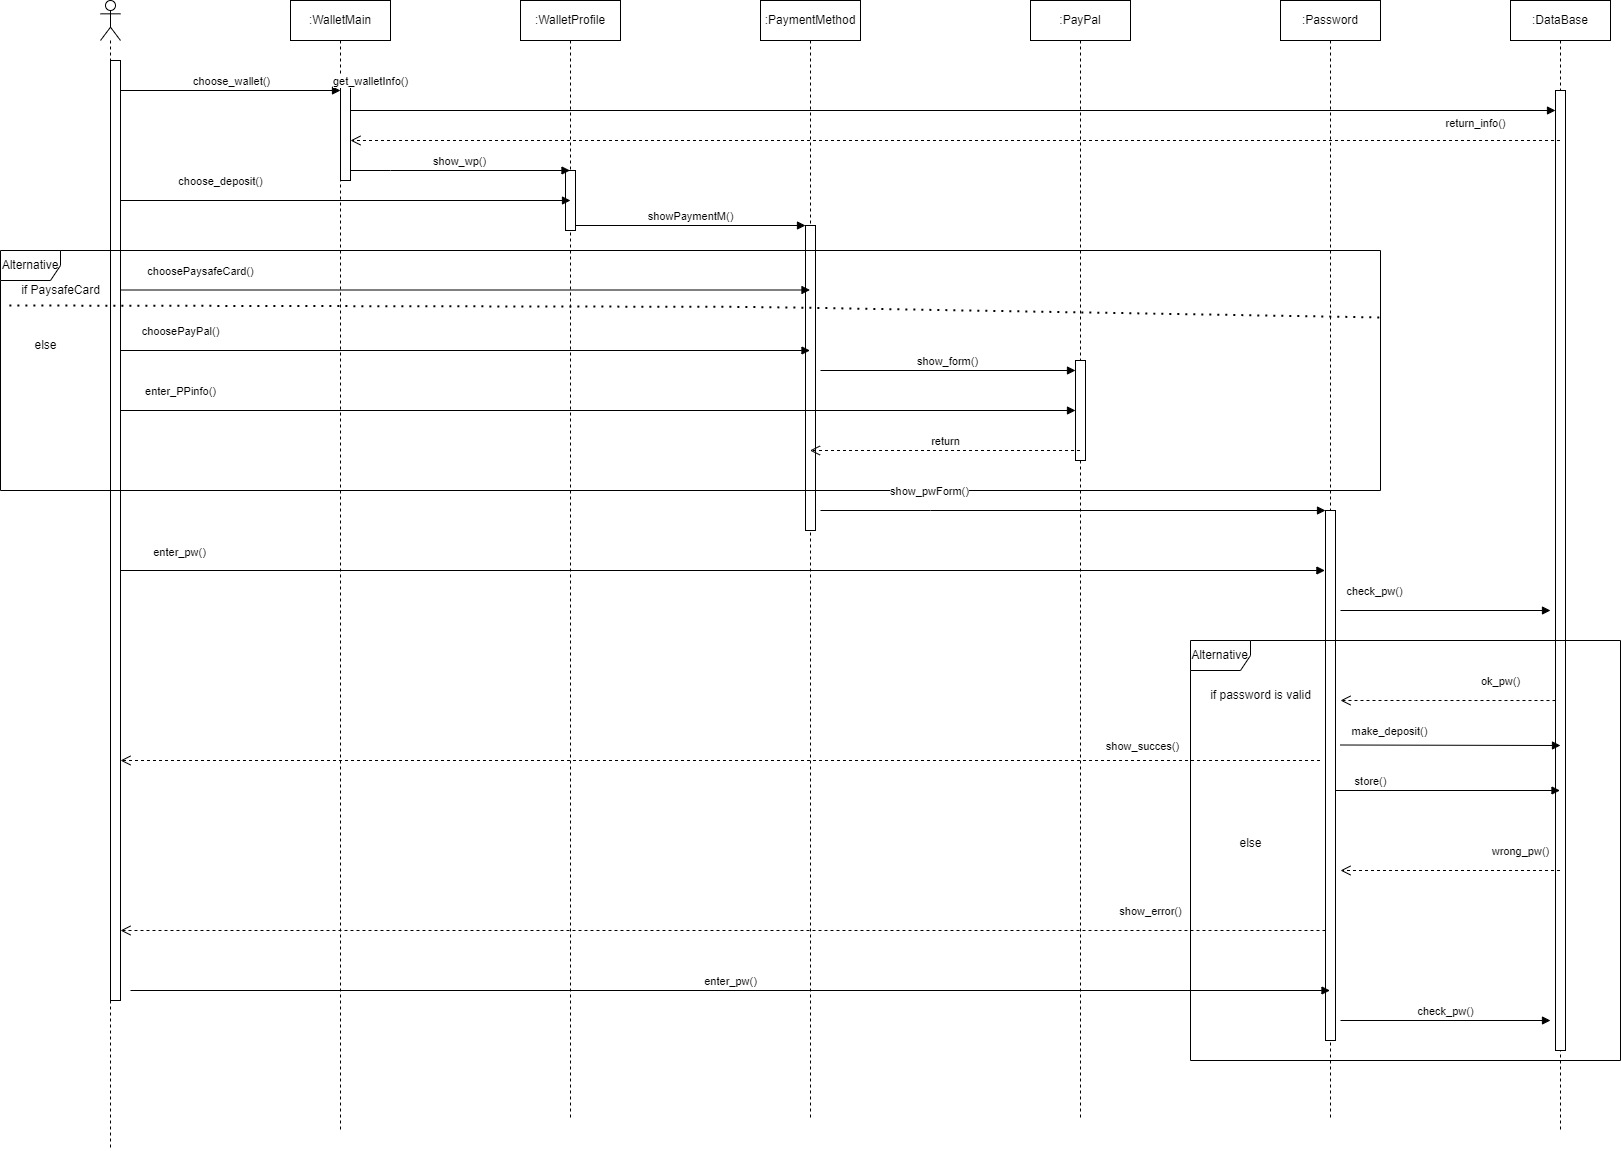 :WalletMain
:WalletProfile
:PaymentMethod
:PayPal
:Password
:DataBase
choose_wallet()
get_walletInfo()
return_info()
show_wp()
choose_deposit()
showPaymentM()
Alternative
choosePaysafeCard()
if PaysafeCard
choosePayPal()
else
show_form()
enter_PPinfo()
return
show_pwForm()
enter_pw()
check_pw()
Alternative
ok_pw()
if password is valid
make_deposit()
show_succes()
store()
else
wrong_pw()
show_error()
enter_pw()
check_pw()